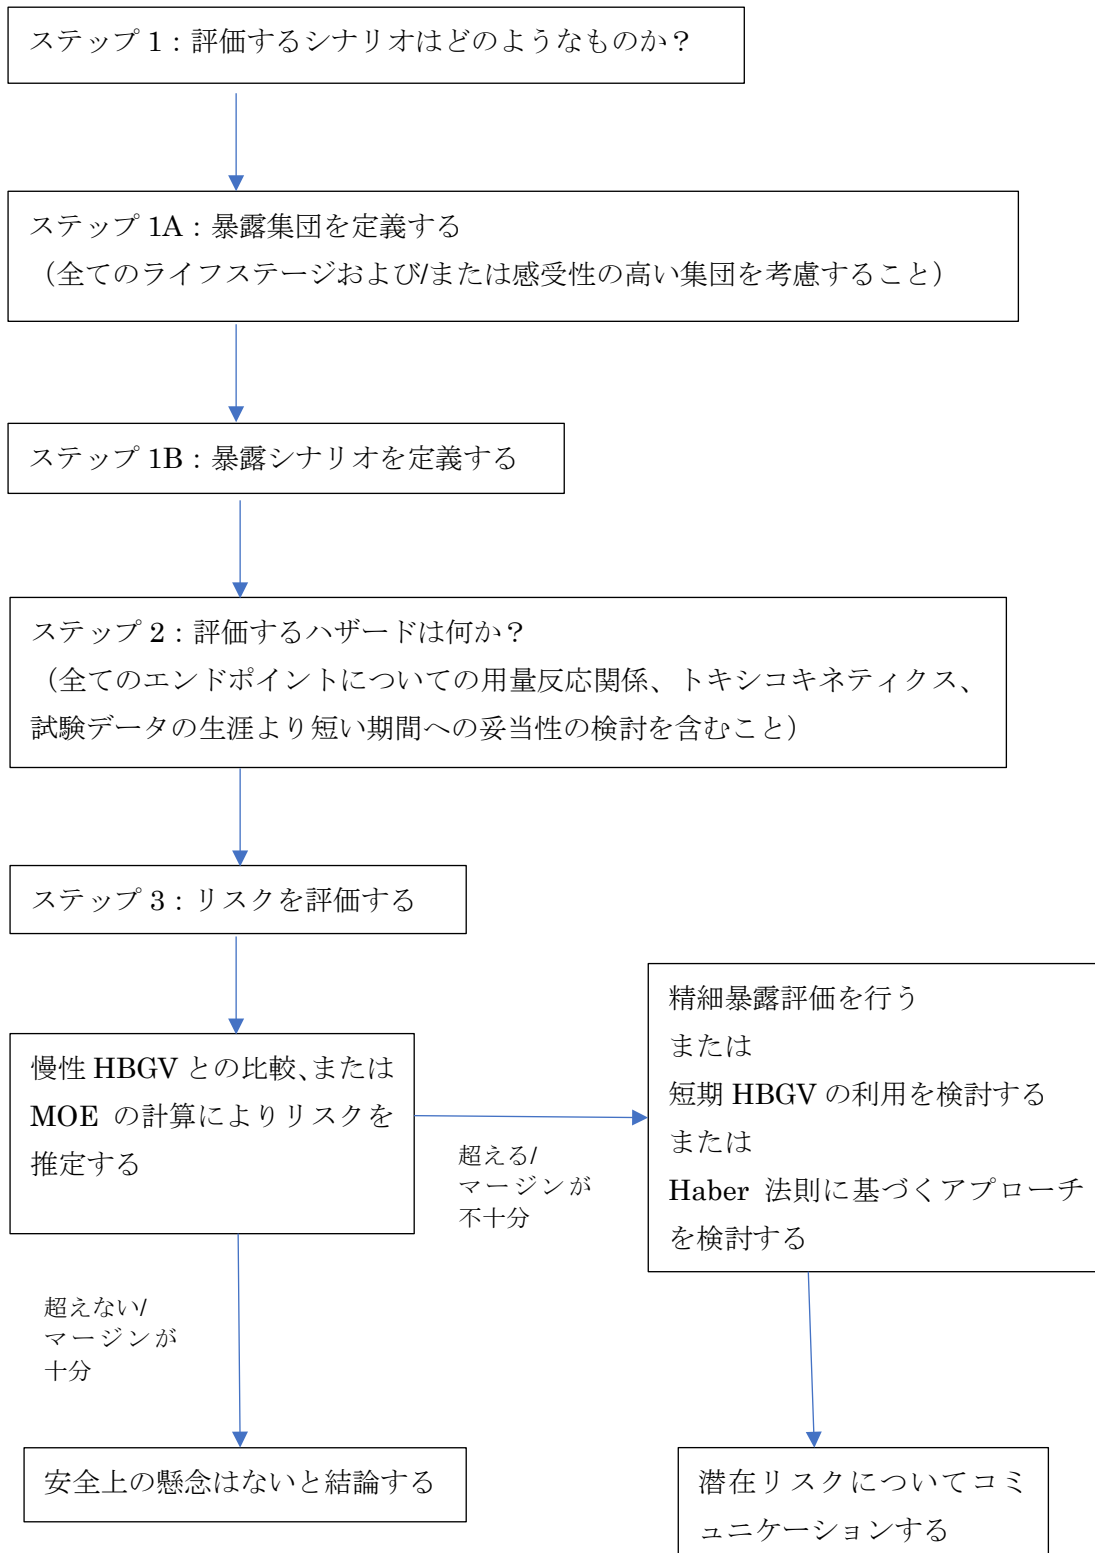 ステップ 1：評価するシナリオはどのようなものか？
ステップ 1A：暴露集団を定義する
（全てのライフステージおよび/または感受性の高い集団を考慮すること）
ステップ 1B：暴露シナリオを定義する
ステップ 2：評価するハザードは何か？
（全てのエンドポイントについての用量反応関係、トキシコキネティクス、
試験データの生涯より短い期間への妥当性の検討を含むこと）
ステップ 3：リスクを評価する
慢性 HBGV との比較、または
MOE の計算によりリスクを
推定する
超える/
マージンが
不十分
精細暴露評価を行う
または
短期 HBGV の利用を検討する
または
Haber 法則に基づくアプローチ
を検討する
超えない/
マージンが
十分
安全上の懸念はないと結論する
潜在リスクについてコミ
ュニケーションする